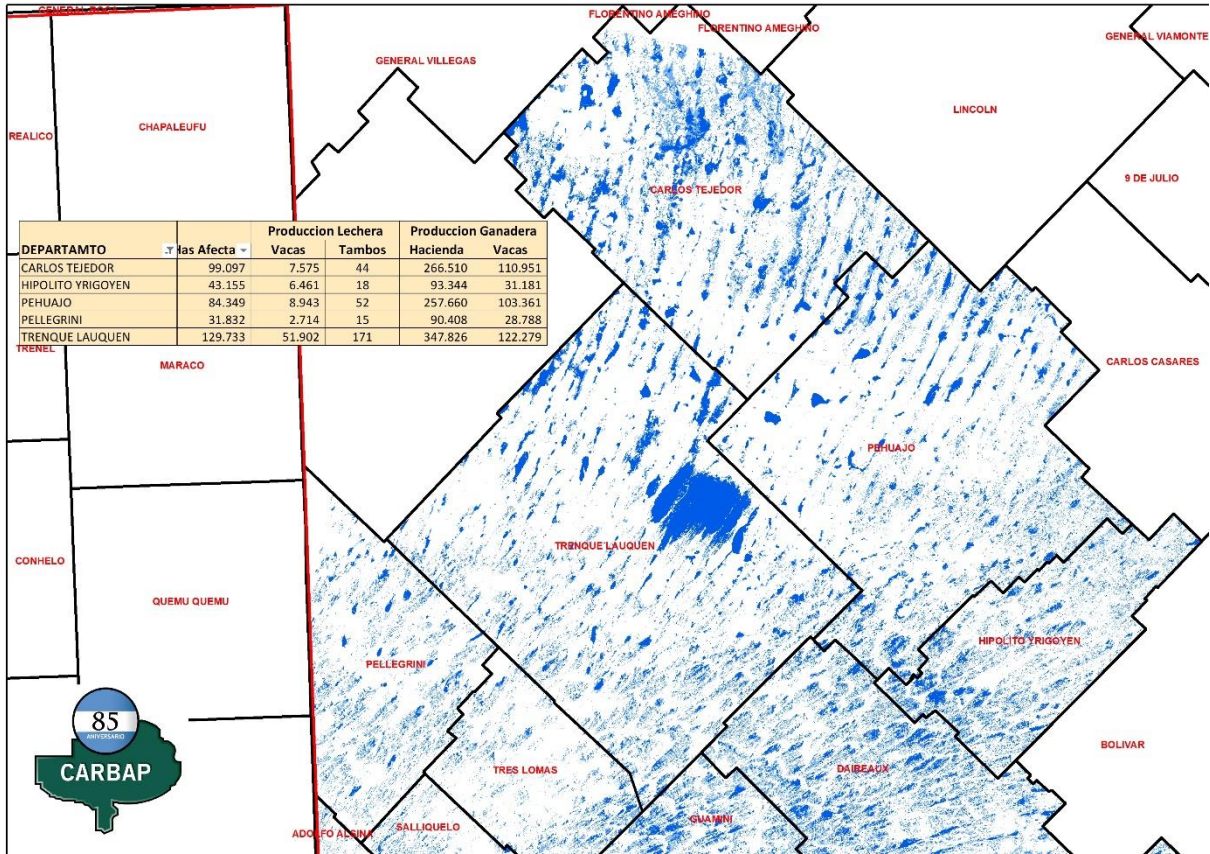 GENERAL ROCA
FLORENTINO AMEGHINO
FLORENTINO AMEGHINO
GENERAL VIAMONTE
GENERAL VILLEGAS
LINCOLN
REALICO
CHAPALEUFU
9 DE JULIO
CARLOS TEJEDOR
Produccion Lechera Produccion Ganadera
DEPARTAMTO Has Afecta Vacas Tambos Hacienda Vacas
CARLOS TEJEDOR 99.097 7.575 44 266.510 110.951
HIPOLITO YRIGOYEN 43.155 6.461 18 93.344 31.181
PEHUAJO 84.349 8.943 52 257.660 103.361
PELLEGRINI 31.832 2.714 15 90.408 28.788
TRENQUE LAUQUEN 129.733 51.902 171 347.826 122.279
TRENEL
MARACO
CARLOS CASARES
PEHUAJO
TRENQUE LAUQUEN
CONHELO
QUEMU QUEMU
HIPOLITO YRIGOYEN
PELLEGRINI
85
ANIVERSARIO
CARBAP
BOLIVAR
TRES LOMAS
DAIREAUX
GUAMINI
SALLIQUELO
ADOLFO ALSINA